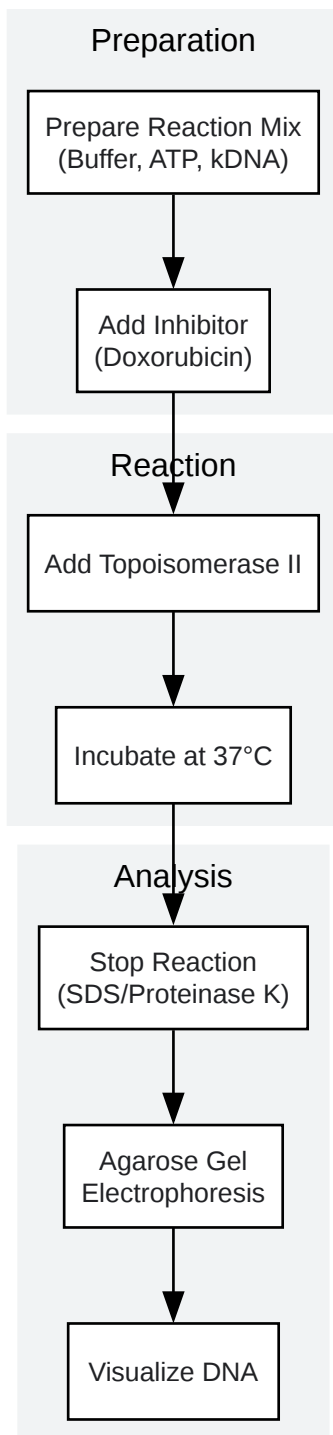 Preparation
Prepare Reaction Mix
(Buffer, ATP, kDNA)
Add Inhibitor
(Doxorubicin)
Reaction
Add Topoisomerase II
Incubate at 37°C
Analysis
Stop Reaction
(SDS/Proteinase K)
Agarose Gel
Electrophoresis
Visualize DNA